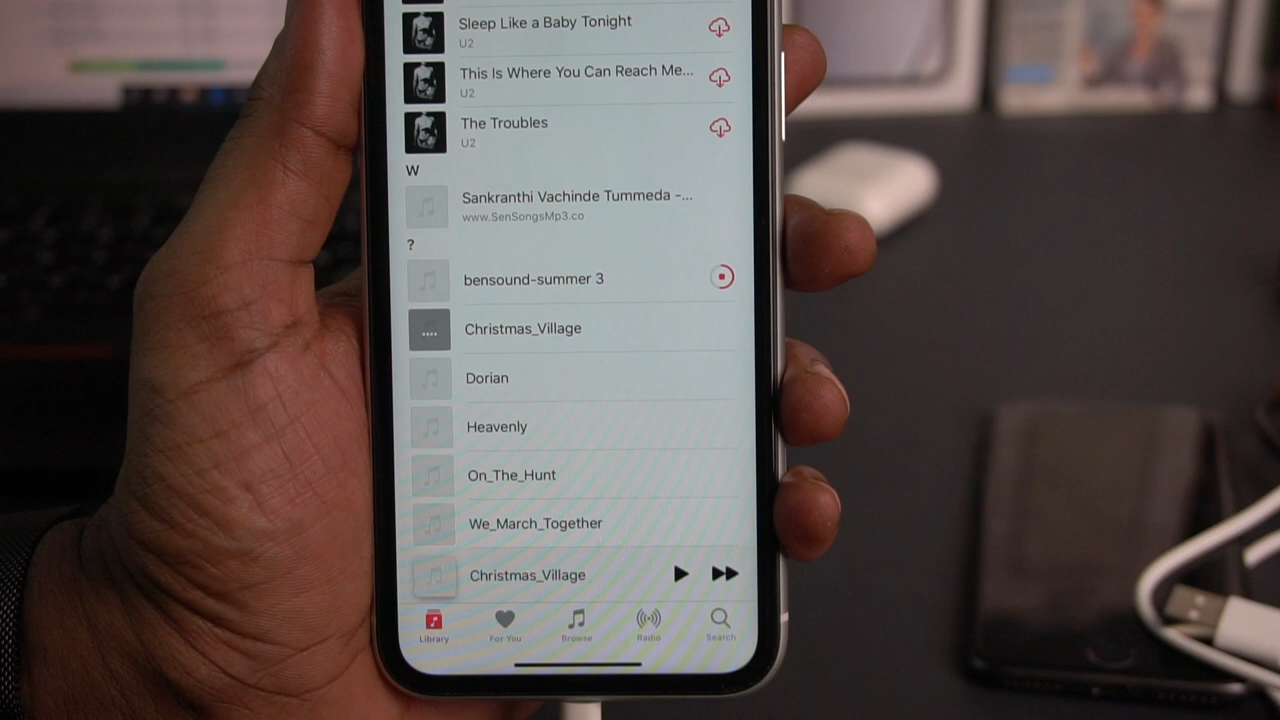 Sleep Like a Baby Tonight
U2
This Is Where You Can Reach Me...
U2
The Troubles
U2
W
Sankranthi Vachinde Tummeda -...
www.SenSongsMp3.co
?
bensound-summer 3
Christmas_Village
Dorian
Heavenly
On_The_Hunt
We_March_Together
Christmas_Village
Library For You Browse Radio Search